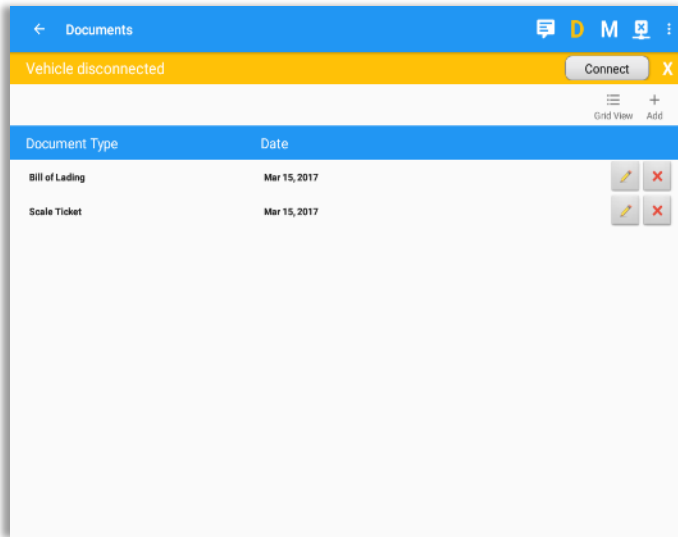 Documents D M
Vehicle disconnected Connect X
Grid View Add
Document Type Date
Bill of Lading Mar 15, 2017
Scale Ticket Mar 15, 2017